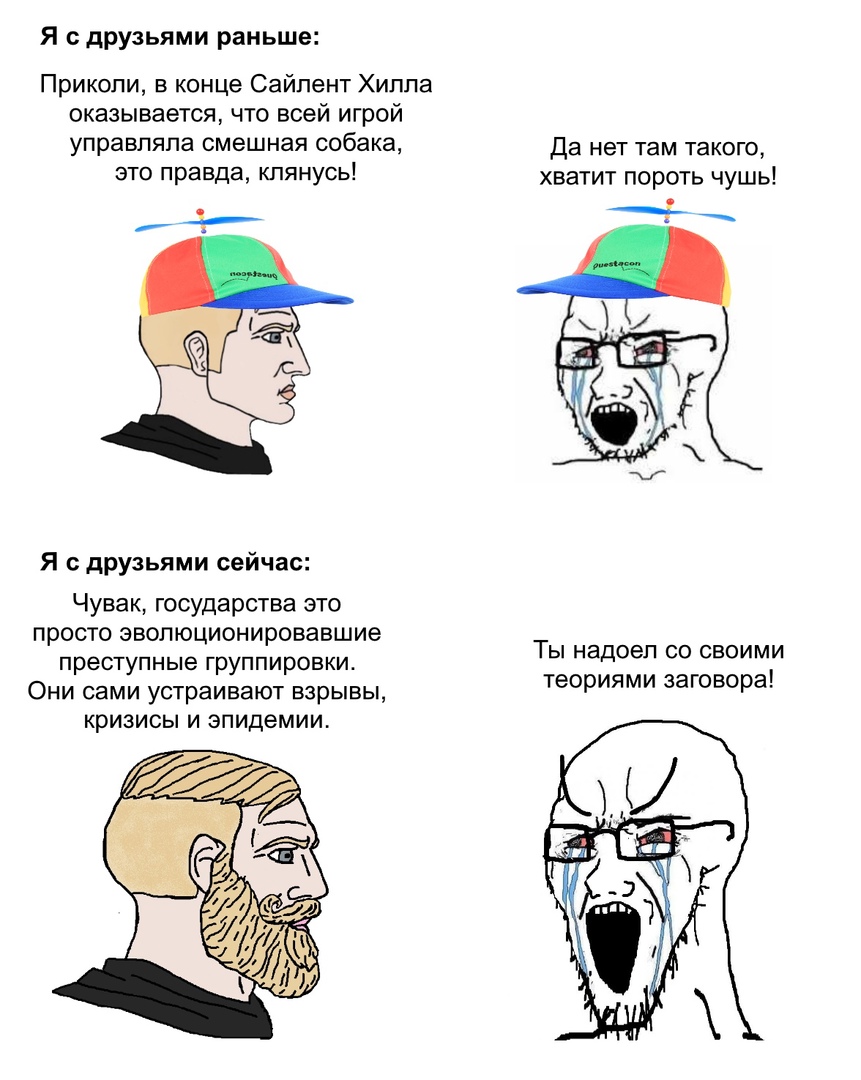 Я с друзьями раньше:
Приколи, в конце Сайлент Хилла
оказывается, что всей игрой
управляла смешная собака,
это правда, клянусь!
Да нет там такого,
хватит пороть чушь!
Questacon
Questacon
Я с друзьями сейчас:
Чувак, государства это
просто эволюционировавшие
преступные группировки.
Они сами устраивают взрывы,
кризисы и эпидемии.
Ты надоел со своими
теориями заговора!